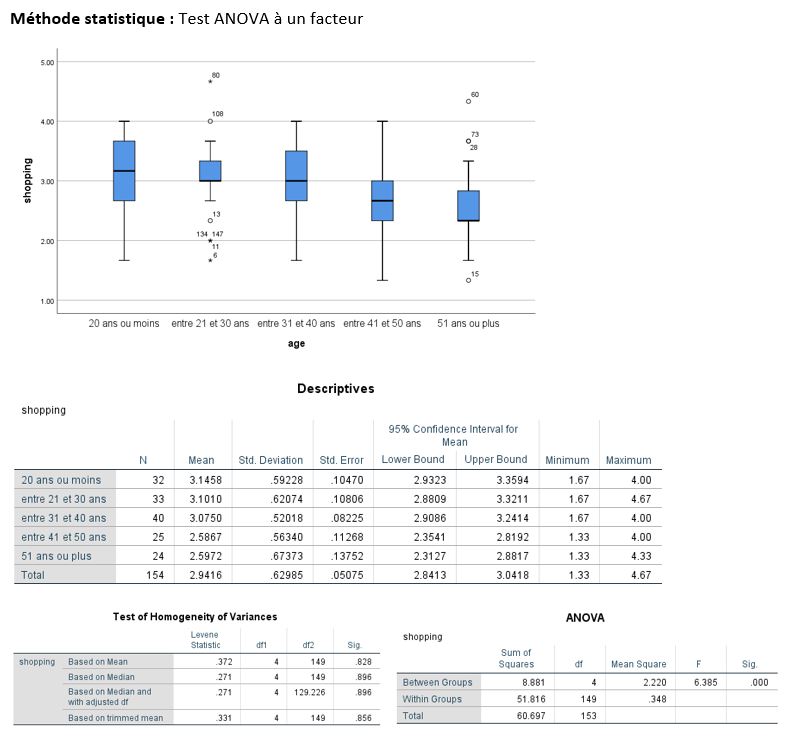 Méthode statistique : Test ANOVA à un facteur
5.00
4.00
3.00
2.00
1.00
shopping
80
108
13
134 147
11
6
60
73
28
15
20 ans ou moins entre 21 et 30 ans entre 31 et 40 ans entre 41 et 50 ans 51 ans ou plus
age
Descriptives
shopping
95% Confidence Interval for
Mean
N Mean Std. Deviation Std. Error Lower Bound Upper Bound Minimum Maximum
20 ans ou moins 32 3.1458 .59228 .10470 2.9323 3.3594 1.67 4.00
entre 21 et 30 ans 33 3.1010 .62074 .10806 2.8809 3.3211 1.67 4.67
entre 31 et 40 ans 40 3.0750 .52018 .08225 2.9086 3.2414 1.67 4.00
entre 41 et 50 ans 25 2.5867 .56340 .11268 2.3541 2.8192 1.33 4.00
51 ans ou plus 24 2.5972 .67373 .13752 2.3127 2.8817 1.33 4.33
Total 154 2.9416 .62985 .05075 2.8413 3.0418 1.33 4.67
Test of Homogeneity of Variances
Levene
Statistic df1 df2 Sig.
shopping Based on Mean .372 4 149 .828
Based on Median .271 4 149 .896
Based on Median and
with adjusted df .271 4 129.226 .896
Based on trimmed mean .331 4 149 .856
ANOVA
shopping
Sum of
Squares df Mean Square F Sig.
Between Groups 8.881 4 2.220 6.385 .000
Within Groups 51.816 149 .348
Total 60.697 153